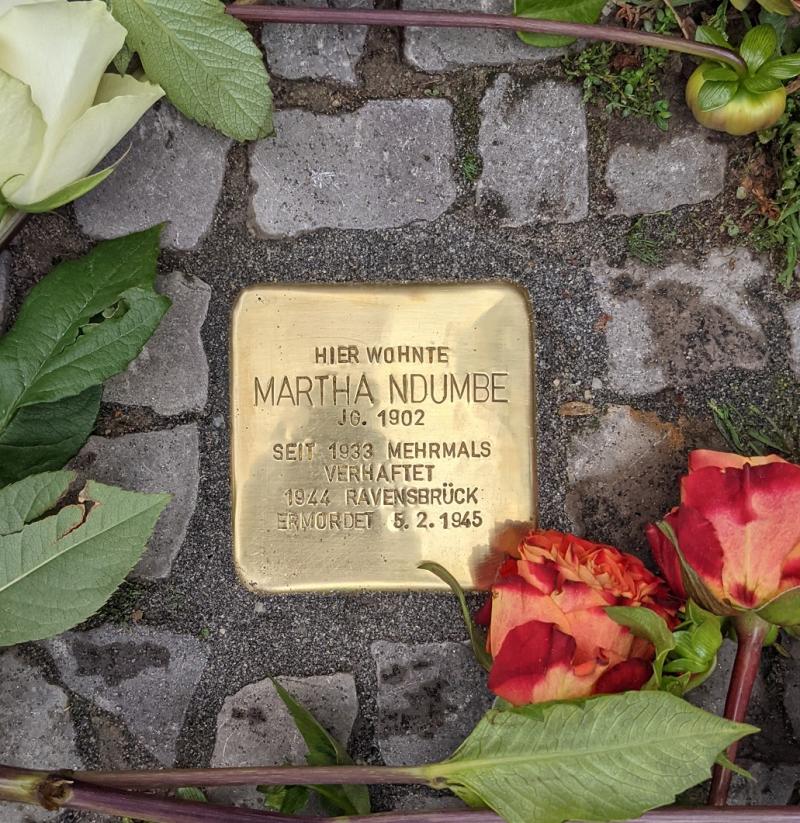 HIER WOHNTE
MARTHA NDUMBE
JG. 1902
SEIT 1933 MEHRMALS
VERHAFTET
1944 RAVENSBRÜCK
ERMORDET 5.2.1945